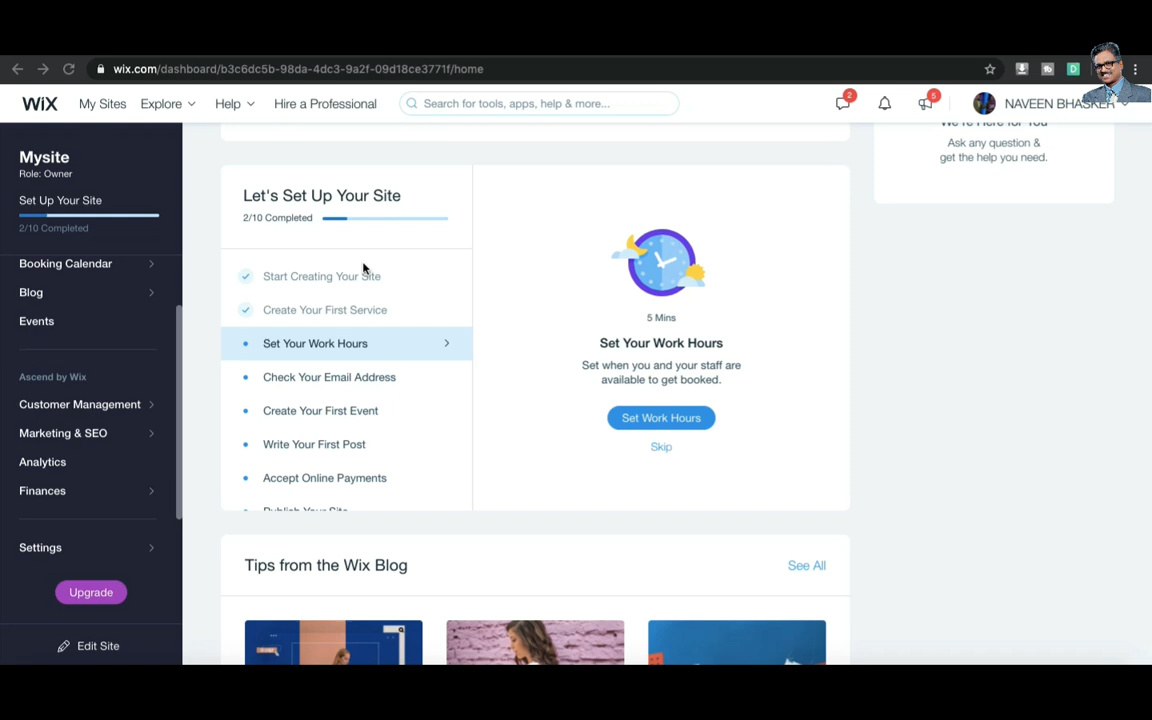 wix.com/dashboard/b3c6dc5b-98da-4dc3-9a2f-09d18ce3771f/home
WiX
My Sites
Explore
Help
Hire a Professional
Search for tools, apps, help & more...
2
5
NAVEEN BHASKER
Mysite
Role: Owner
Set Up Your Site
2/10 Completed
Booking Calendar
Blog
Events
Ascend by Wix
Customer Management
Marketing & SEO
Analytics
Finances
Settings
Upgrade
Edit Site
Let's Set Up Your Site
2/10 Completed
Start Creating Your Site
Create Your First Service
Set Your Work Hours
Check Your Email Address
Create Your First Event
Write Your First Post
Accept Online Payments
Publish Your Site
5 Mins
Set Your Work Hours
Set when you and your staff are
available to get booked.
Set Work Hours
Skip
We're Here for You
Ask any question &
get the help you need.
Tips from the Wix Blog
See All